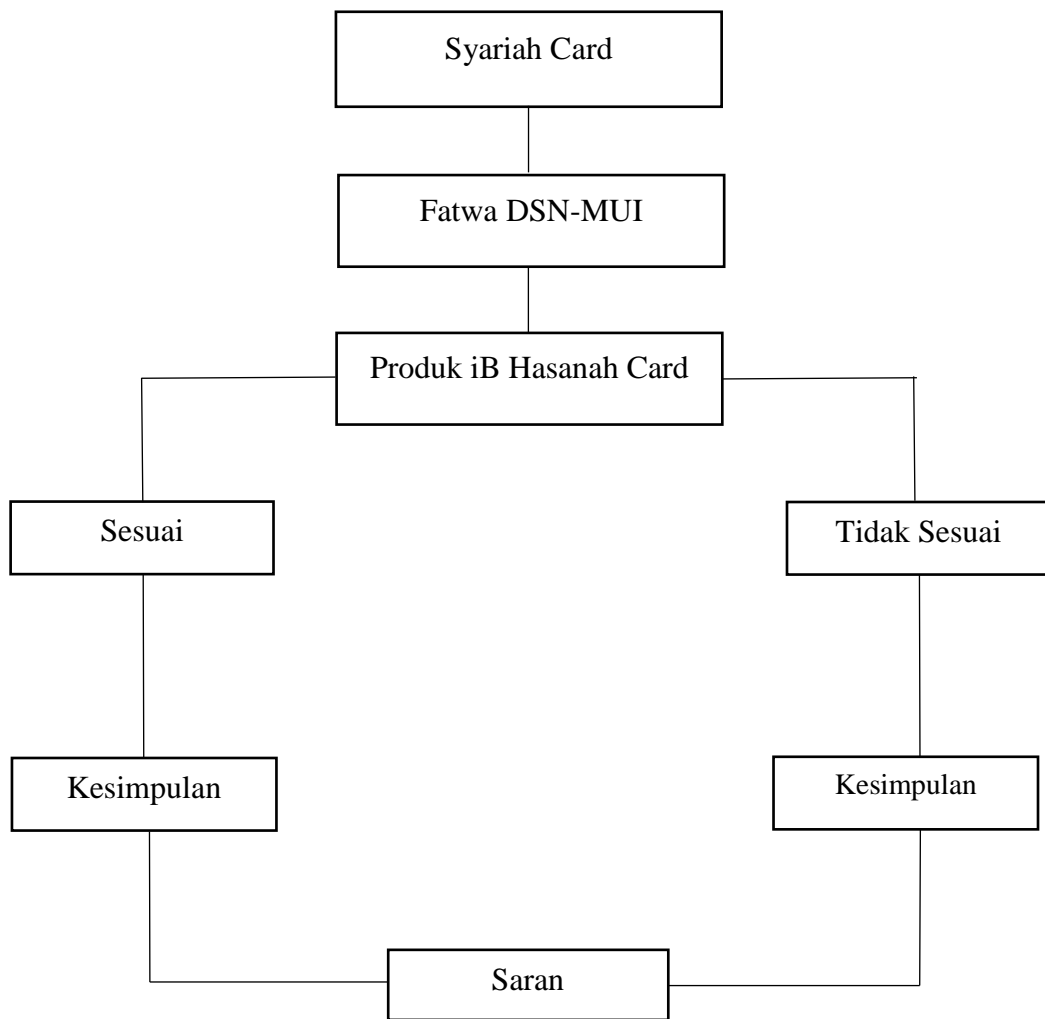 Syariah Card
Fatwa DSN-MUI
Produk iB Hasanah Card
Sesuai
Tidak Sesuai
Kesimpulan
Kesimpulan
Saran